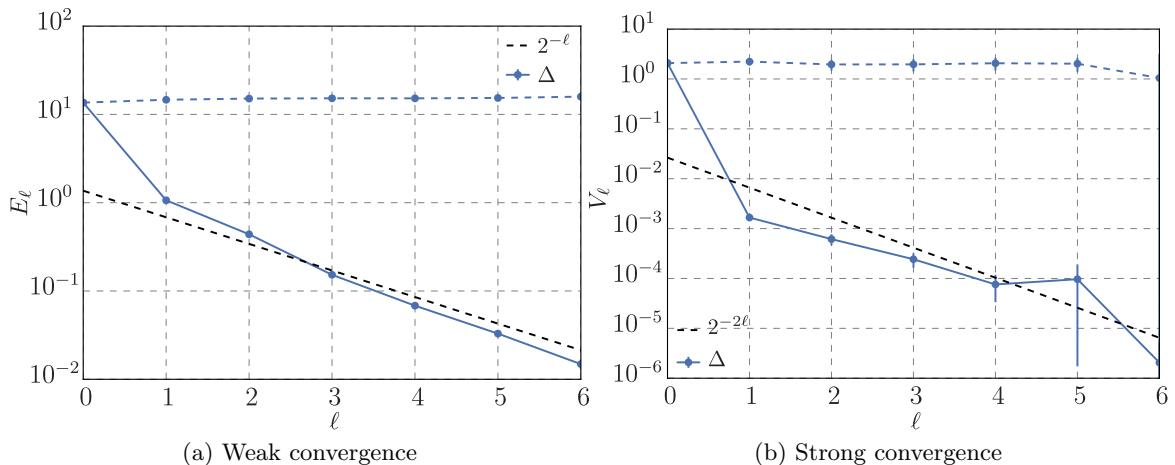 10^2
10^1
10^0
10^{-1}
10^{-2}
E_ℓ
0 1 2 3 4 5 6
ℓ
2^{-ℓ}
Δ
(a) Weak convergence
10^1
10^0
10^{-1}
10^{-2}
10^{-3}
10^{-4}
10^{-5}
10^{-6}
V_ℓ
0 1 2 3 4 5 6
ℓ
2^{-2ℓ}
Δ
(b) Strong convergence